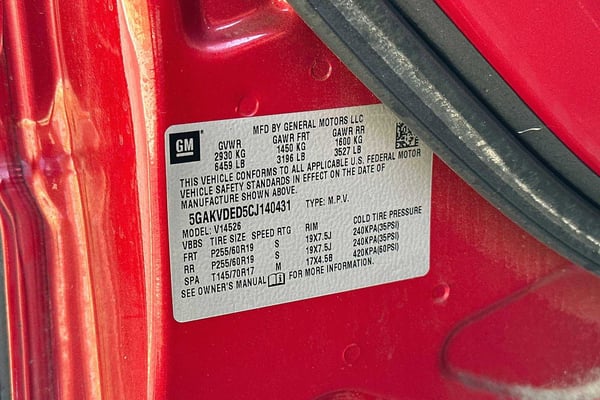 GM
MFD BY GENERAL MOTORS LLC
GVWR GAWR FRT GAWR RR
2930 KG 1450 KG 1600 KG
6459 LB 3196 LB 3527 LB
THIS VEHICLE CONFORMS TO ALL APPLICABLE U.S. FEDERAL MOTOR
VEHICLE SAFETY STANDARDS IN EFFECT ON THE DATE OF
MANUFACTURE SHOWN ABOVE.
5GAKVDED5CJ140431 TYPE: M.P.V.
MODEL: V14526
VBBS TIRE SIZE SPEED RTG RIM COLD TIRE PRESSURE
FRT P255/60R19 S 19X7.5J 240KPA(35PSI)
RR P255/60R19 S 19X7.5J 240KPA(35PSI)
SPA T145/70R17 M 17X4.5B 420KPA(60PSI)
SEE OWNER'S MANUAL FOR MORE INFORMATION.